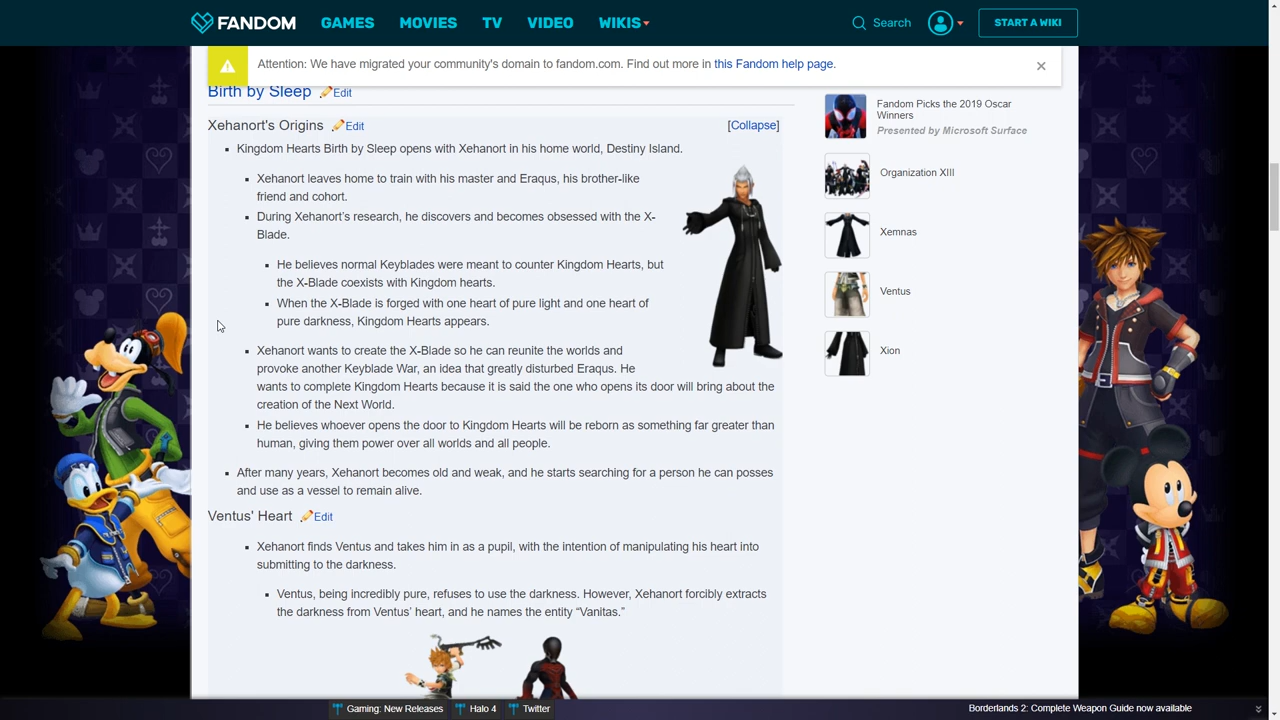 FANDOM
GAMES
MOVIES
TV
VIDEO
WIKIS
Search
START A WIKI
Attention: We have migrated your community's domain to fandom.com. Find out more in this Fandom help page.
Birth by Sleep Edit
Xehanort's Origins Edit
[Collapse]
Kingdom Hearts Birth by Sleep opens with Xehanort in his home world, Destiny Island.
Xehanort leaves home to train with his master and Eraqus, his brother-like
friend and cohort.
During Xehanort's research, he discovers and becomes obsessed with the X-
Blade.
He believes normal Keyblades were meant to counter Kingdom Hearts, but
the X-Blade coexists with Kingdom hearts.
When the X-Blade is forged with one heart of pure light and one heart of
pure darkness, Kingdom Hearts appears.
Xehanort wants to create the X-Blade so he can reunite the worlds and
provoke another Keyblade War, an idea that greatly disturbed Eraqus. He
wants to complete Kingdom Hearts because it is said the one who opens its door will bring about the
creation of the Next World.
He believes whoever opens the door to Kingdom Hearts will be reborn as something far greater than
human, giving them power over all worlds and all people.
After many years, Xehanort becomes old and weak, and he starts searching for a person he can posses
and use as a vessel to remain alive.
Ventus' Heart Edit
Xehanort finds Ventus and takes him in as a pupil, with the intention of manipulating his heart into
submitting to the darkness.
Ventus, being incredibly pure, refuses to use the darkness. However, Xehanort forcibly extracts
the darkness from Ventus' heart, and he names the entity “Vanitas.”
Fandom Picks the 2019 Oscar
Winners
Presented by Microsoft Surface
Organization XIII
Xemnas
Ventus
Xion
Gaming: New Releases
Halo 4
Twitter
Borderlands 2: Complete Weapon Guide now available